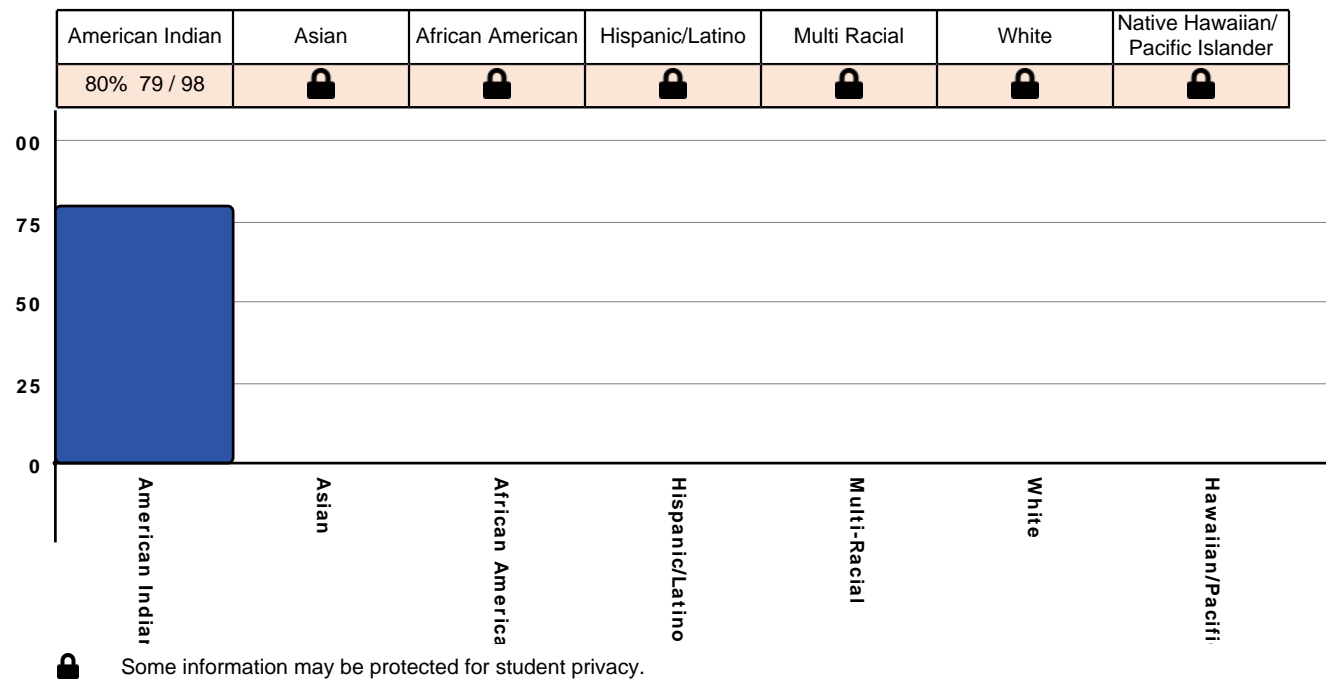 American Indian Asian African American Hispanic/Latino Multi Racial White Native Hawaiian/
Pacific Islander
80% 79 / 98
00
75
50
25
0
American Indian
Asian
African America
Hispanic/Latino
Multi-Racial
White
Hawaiian/Pacifi
Some information may be protected for student privacy.